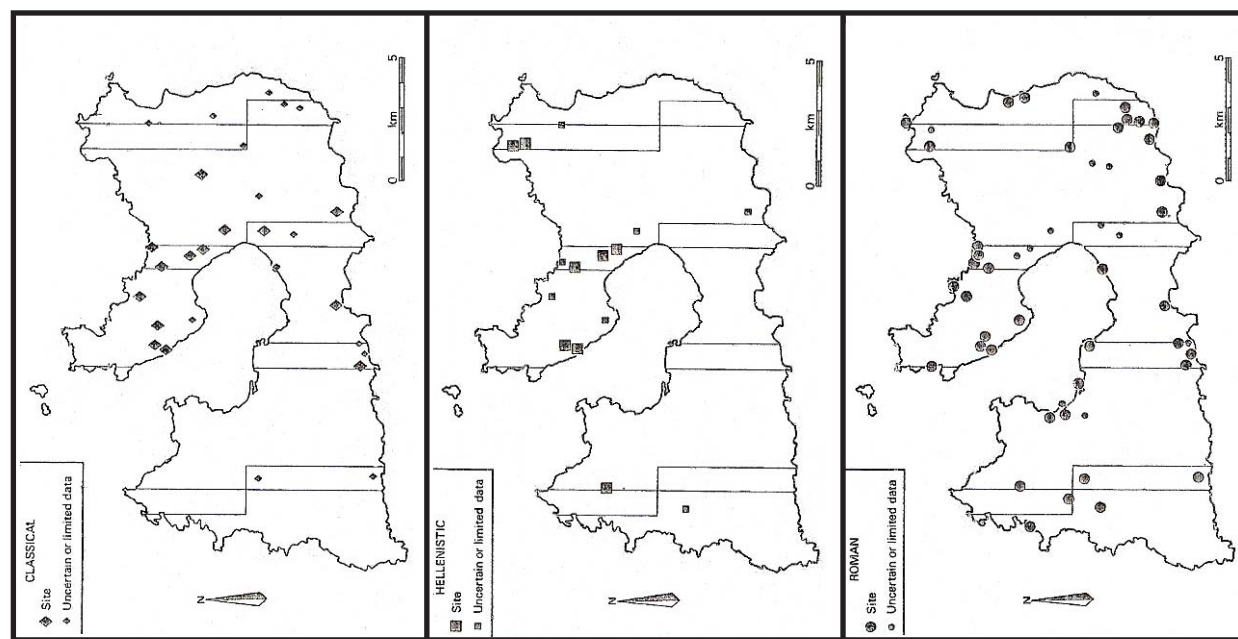 CLASSICAL
Site
Uncertain or limited data
N
0 km 5
HELLENISTIC
Site
Uncertain or limited data
N
0 km 5
ROMAN
Site
Uncertain or limited data
N
0 km 5